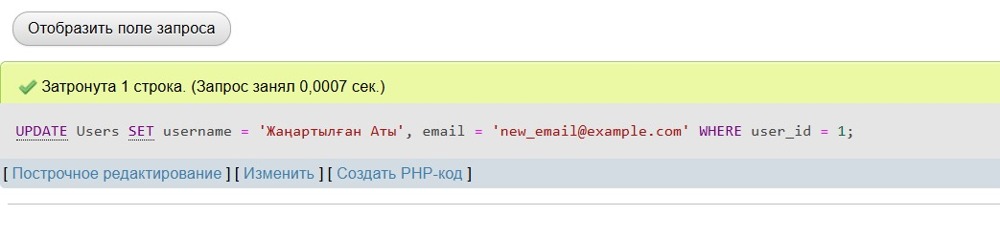 Отобразить поле запроса
Затронута 1 строка. (Запрос занял 0,0007 сек.)
UPDATE Users SET username = 'Жаңартылған Аты', email = 'new_email@example.com' WHERE user_id = 1;
[ Построчное редактирование ] [ Изменить ] [ Создать PHP-код ]